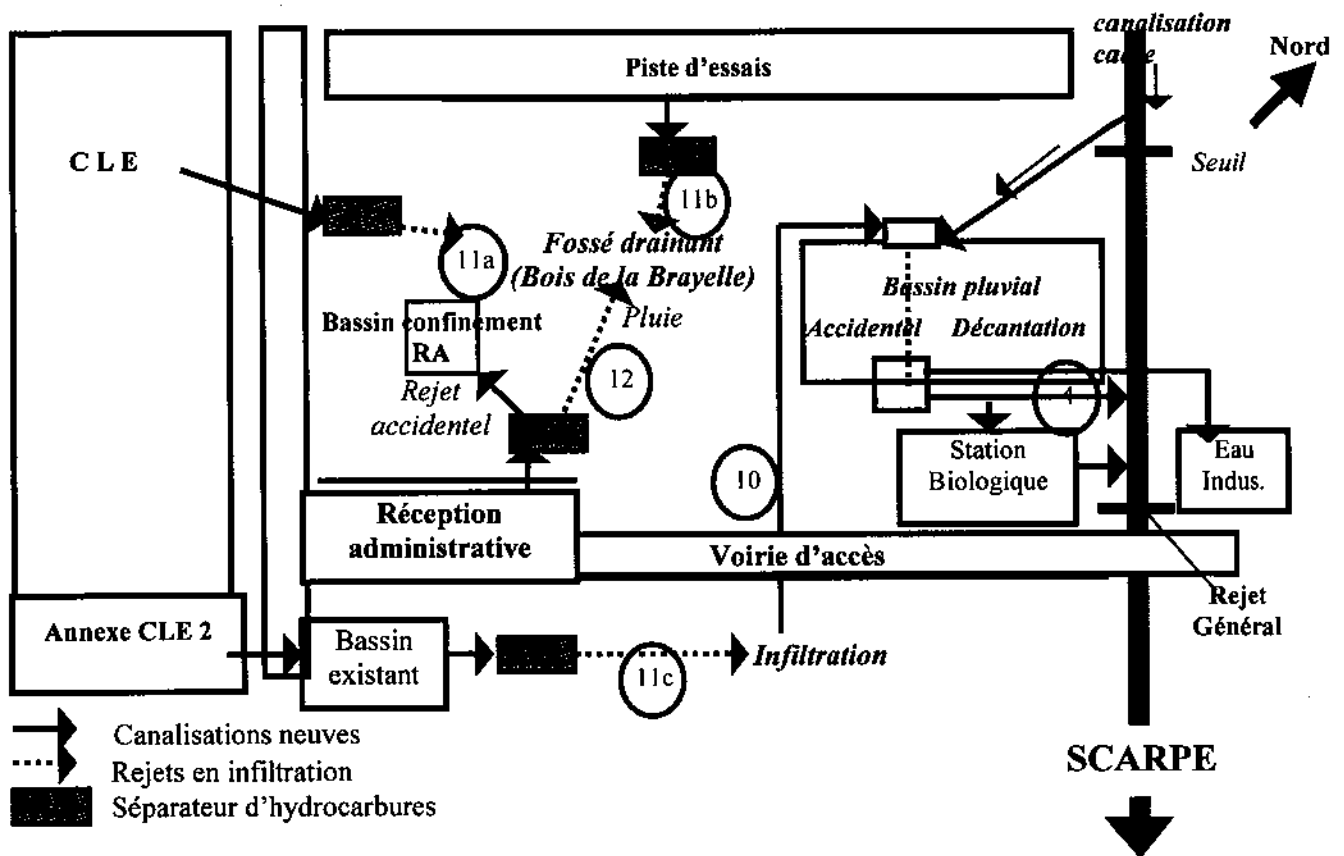 canalisation
cadre
Nord
Piste d'essais
C L E
Seuil
11b
11a
Fossé drainant
(Bois de la Brayelle)
Pluie
Bassin pluvial
Accidentel
Décantation
Bassin confinement
RA
12
Rejet
accidentel
4
Station
Biologique
Eau
Indus.
10
Réception
administrative
Voirie d'accès
Rejet
Général
Annexe CLE 2
Bassin
existant
11c
Infiltration
Canalisations neuves
Rejets en infiltration
Séparateur d'hydrocarbures
SCARPE